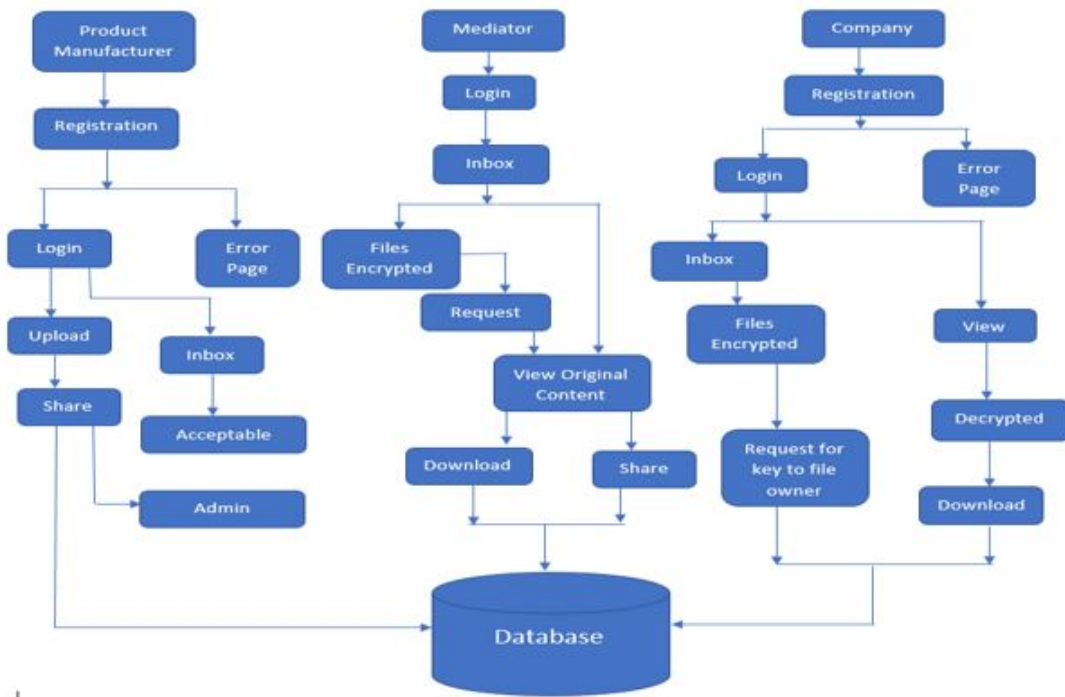 Product
Manufacturer
Registration
Login
Error
Page
Upload
Inbox
Share
Acceptable
Admin
Mediator
Login
Inbox
Files
Encrypted
Request
View Original
Content
Download
Share
Company
Registration
Login
Error
Page
Inbox
Files
Encrypted
View
Request for
key to file
owner
Decrypted
Download
Database